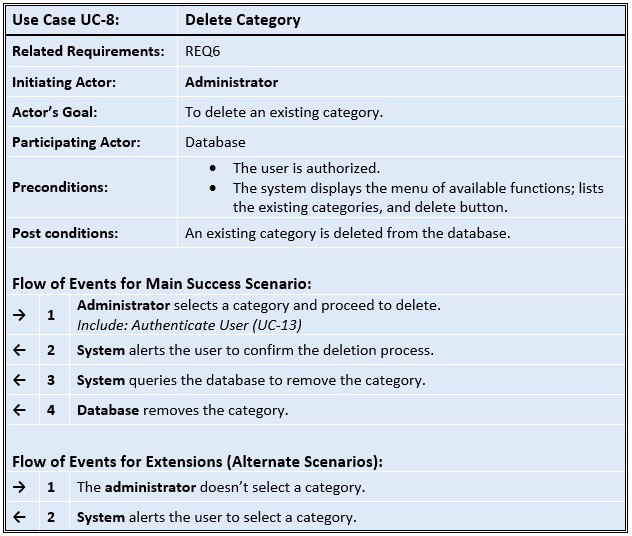 Use Case UC-8: Delete Category
Related Requirements: REQ6
Initiating Actor: Administrator
Actor’s Goal: To delete an existing category.
Participating Actor: Database
Preconditions: • The user is authorized.
• The system displays the menu of available functions; lists
the existing categories, and delete button.
Post conditions: An existing category is deleted from the database.
Flow of Events for Main Success Scenario:
→ 1 Administrator selects a category and proceed to delete.
Include: Authenticate User (UC-13)
← 2 System alerts the user to confirm the deletion process.
← 3 System queries the database to remove the category.
← 4 Database removes the category.
Flow of Events for Extensions (Alternate Scenarios):
→ 1 The administrator doesn’t select a category.
← 2 System alerts the user to select a category.